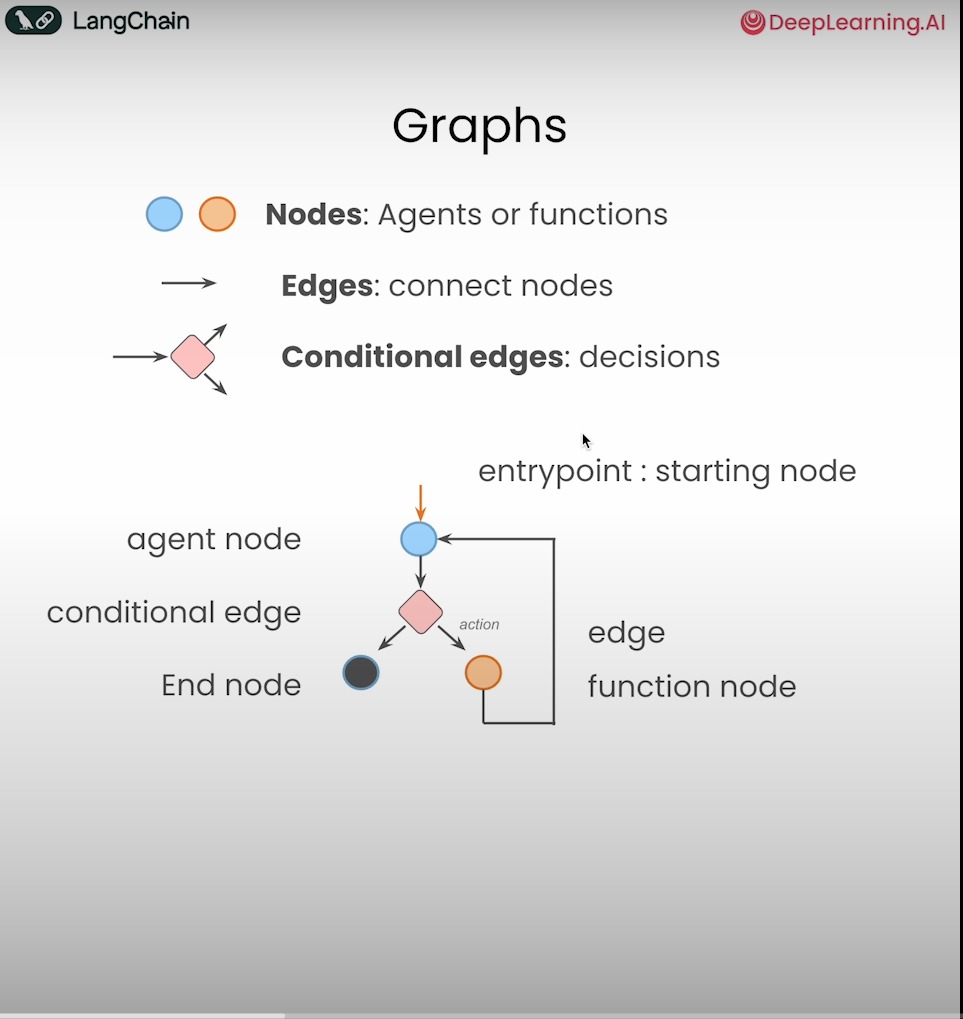 LangChain
DeepLearning.AI
Graphs
Nodes: Agents or functions
Edges: connect nodes
Conditional edges: decisions
entrypoint : starting node
agent node
conditional edge
action
edge
End node
function node